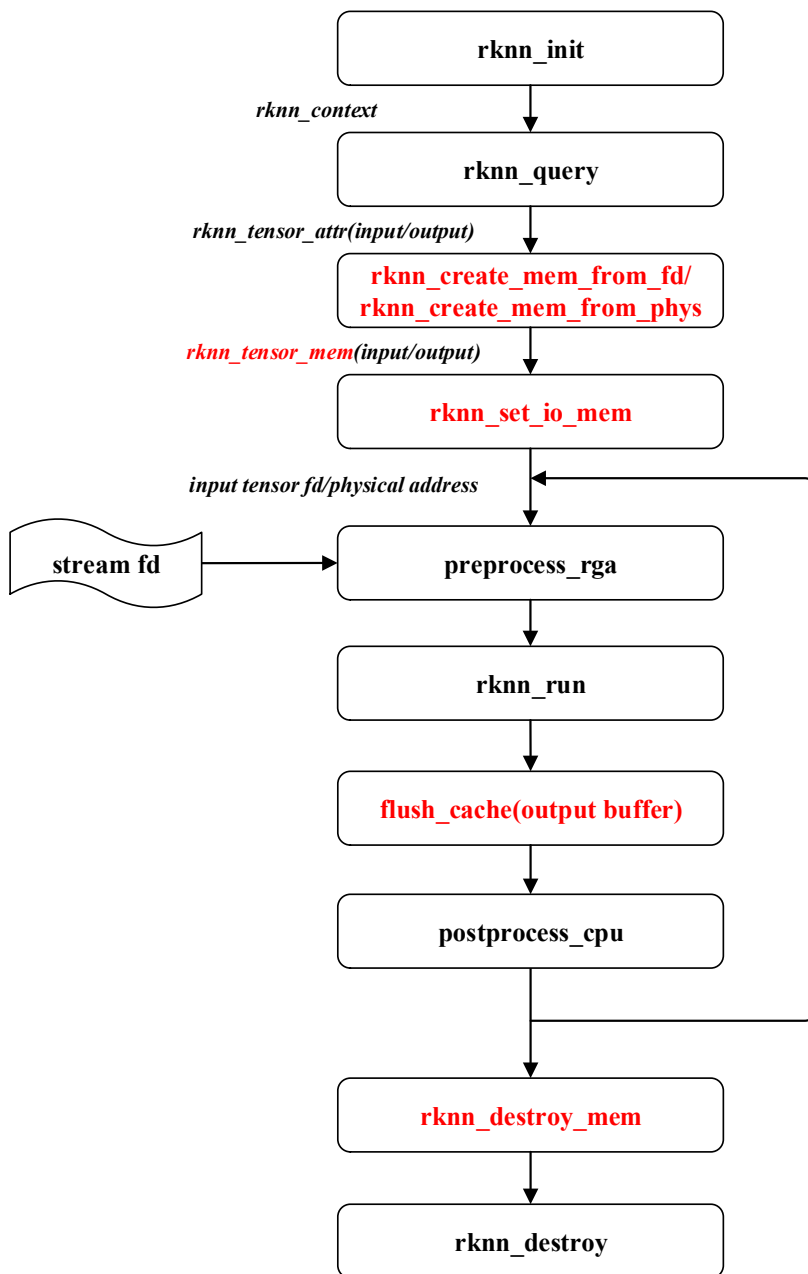 rknn_init
rknn_context
rknn_query
rknn_tensor_attr(input/output)
rknn_create_mem_from_fd/
rknn_create_mem_from_phys
rknn_tensor_mem(input/output)
rknn_set_io_mem
input tensor fd/physical address
stream fd
preprocess_rga
rknn_run
flush_cache(output buffer)
postprocess_cpu
rknn_destroy_mem
rknn_destroy